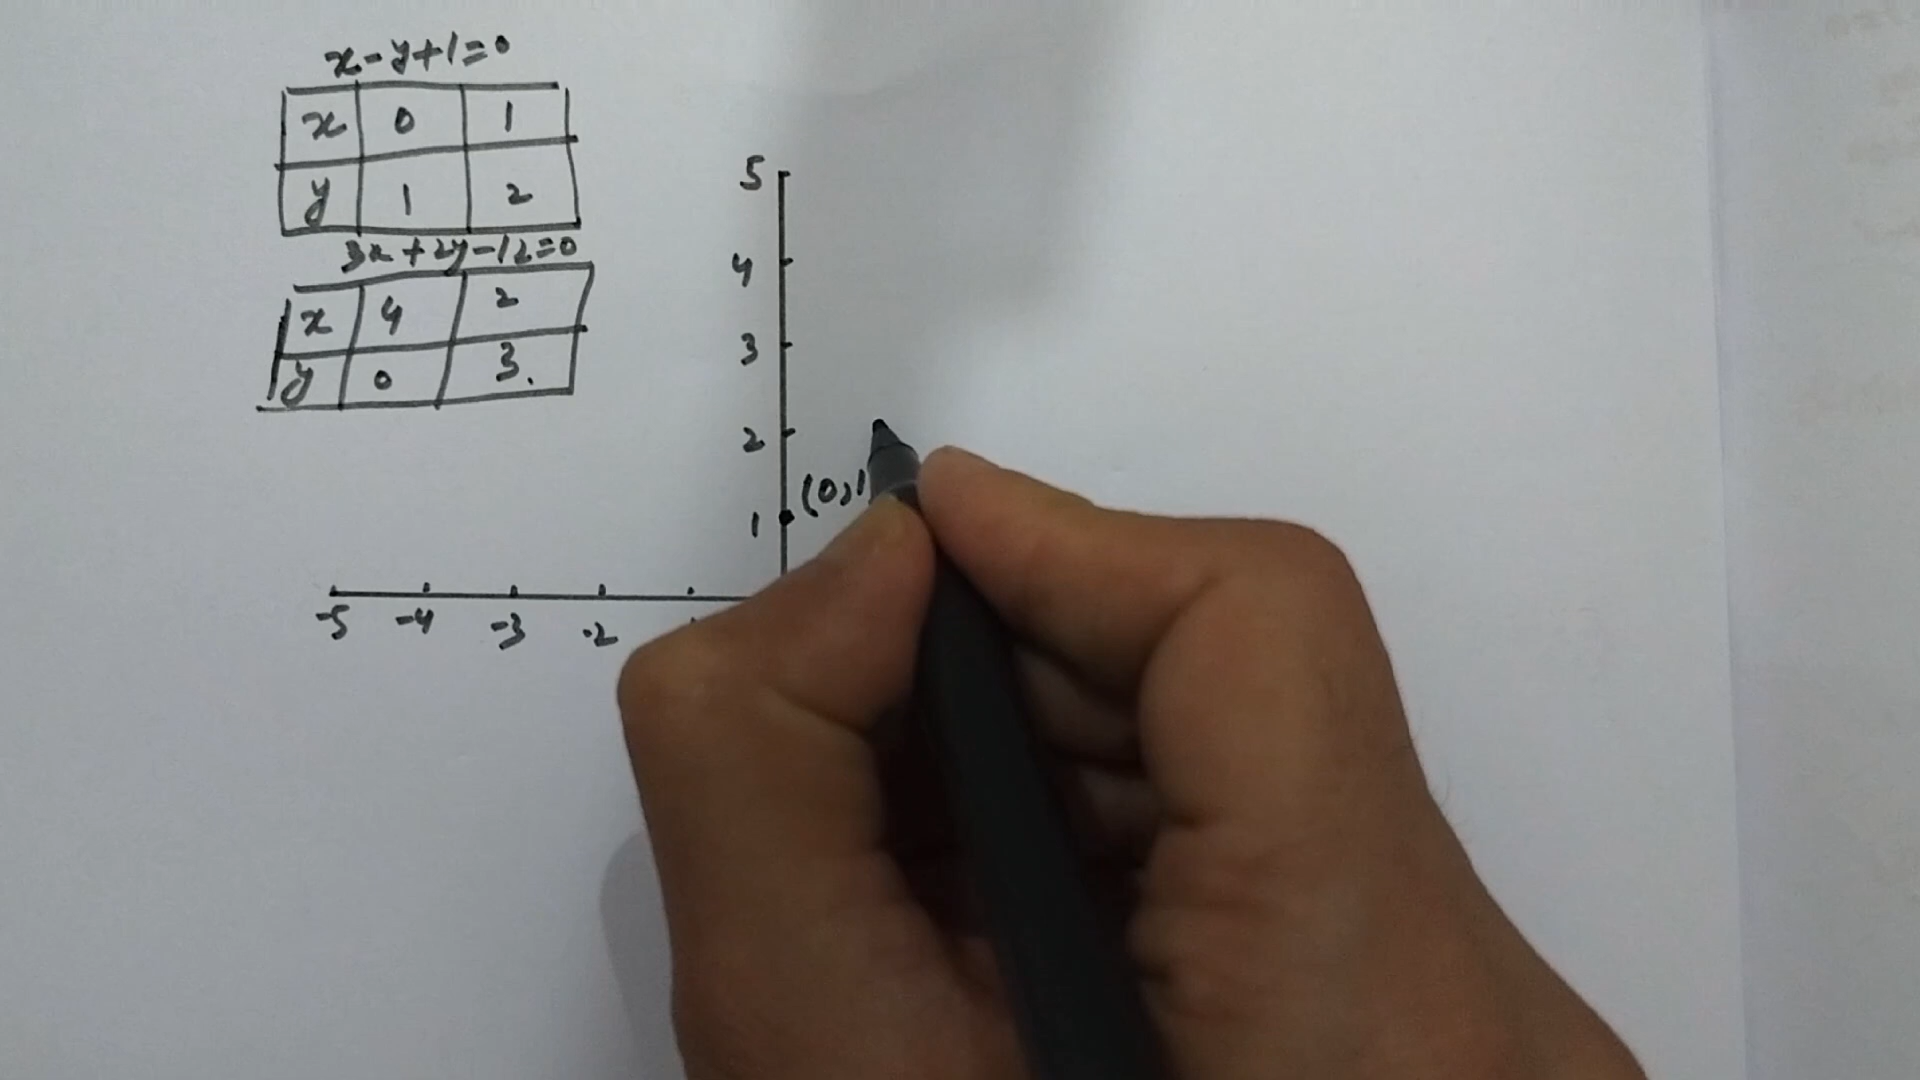 x-y+1=0
x 0 1
y 1 2
3x+2y-12=0
x 4 2
y 0 3.
5
4
3
2
(0,1
1
-5 -4 -3 -2